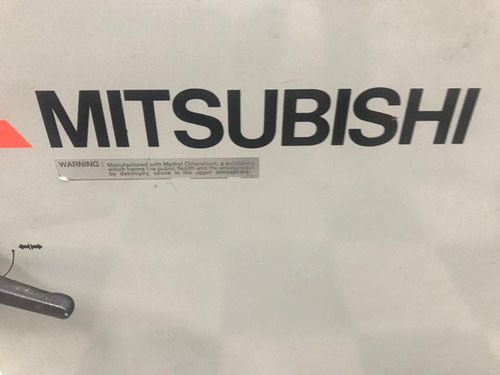 MITSUBISHI
WARNING: Manufactured with Methyl Chloroform, a substance
which harms the public health and the environment
by destroying ozone in the upper atmosphere